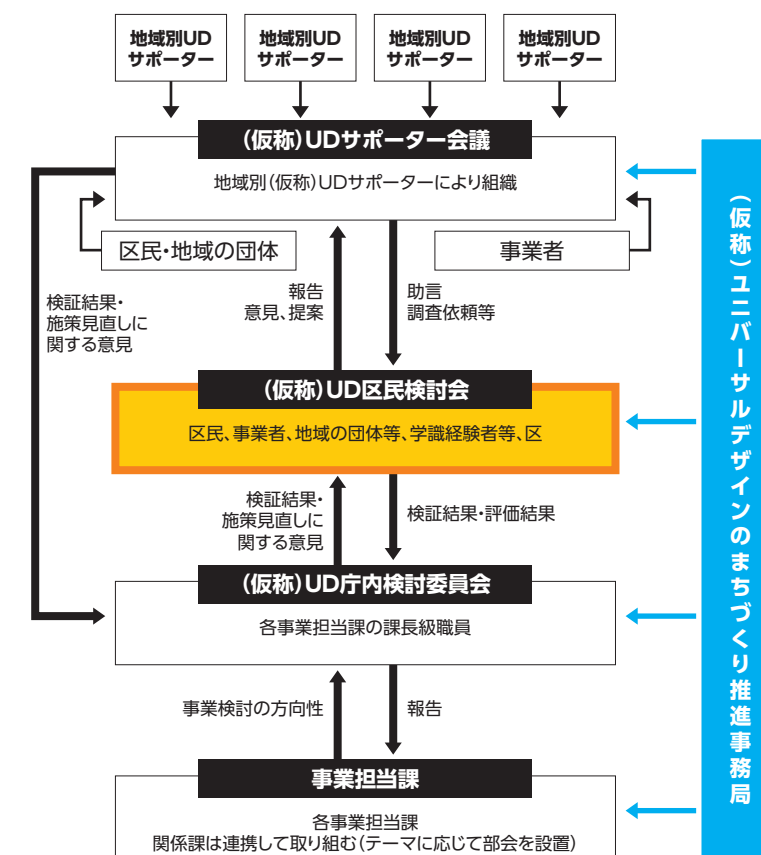 地域別UD
サポーター
地域別UD
サポーター
地域別UD
サポーター
地域別UD
サポーター
(仮称)UDサポーター会議
地域別(仮称)UDサポーターにより組織
区民・地域の団体
事業者
検証結果・
施策見直しに
関する意見
報告
意見、提案
助言
調査依頼等
(仮称)UD区民検討会
区民、事業者、地域の団体等、学識経験者等、区
検証結果・
施策見直しに
関する意見
検証結果・評価結果
(仮称)UD庁内検討委員会
各事業担当課の課長級職員
事業検討の方向性
報告
事業担当課
各事業担当課
関係課は連携して取り組む(テーマに応じて部会を設置)
(仮称)ユニバーサルデザインのまちづくり推進事務局